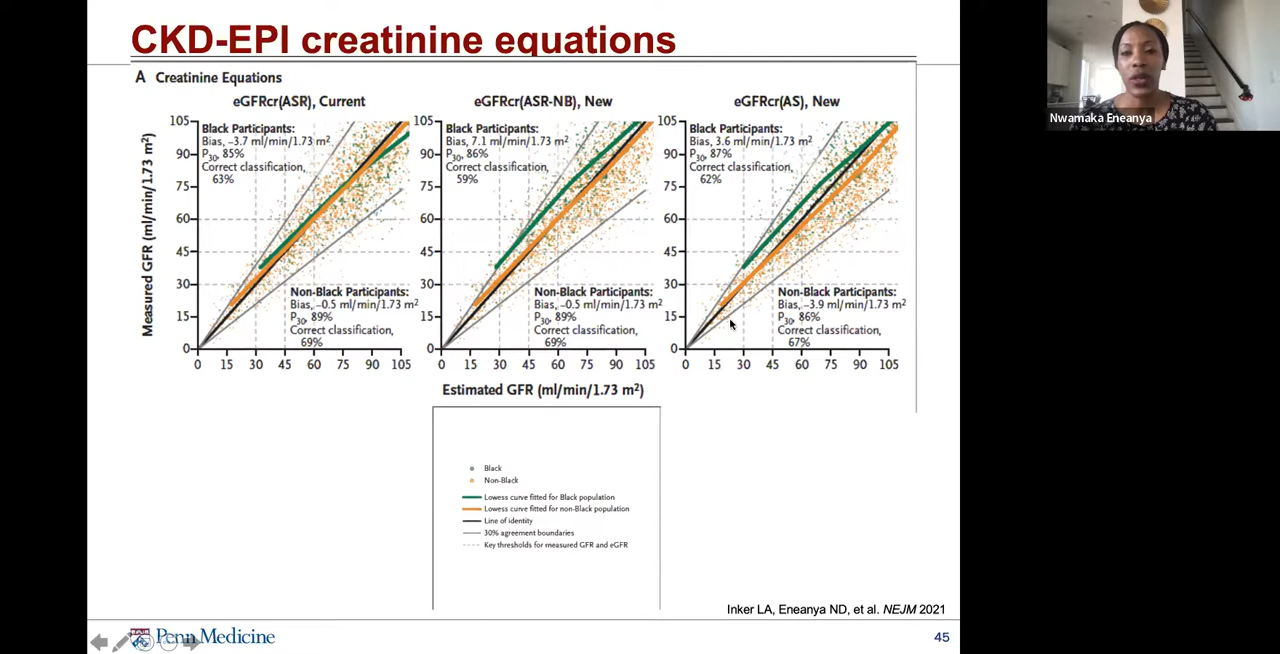 CKD-EPI creatinine equations
A Creatinine Equations
eGFRcr(ASR), Current
105
90
75
60
45
30
15
0
Black Participants:
Bias, –3.7 ml/min/1.73 m²
P30, 85%
Correct classification,
63%
Non-Black Participants:
Bias, –0.5 ml/min/1.73 m²
P30, 89%
Correct classification,
69%
0 15 30 45 60 75 90 105
eGFRcr(ASR-NB), New
105
90
75
60
45
30
15
0
Black Participants:
Bias, 7.1 ml/min/1.73 m²
P30, 86%
Correct classification,
59%
Non-Black Participants:
Bias, –0.5 ml/min/1.73 m²
P30, 89%
Correct classification,
69%
0 15 30 45 60 75 90 105
eGFRcr(AS), New
105
90
75
60
45
30
15
0
Black Participants:
Bias, 3.6 ml/min/1.73 m²
P30, 87%
Correct classification,
62%
Non-Black Participants:
Bias, –3.9 ml/min/1.73 m²
P30, 86%
Correct classification,
67%
0 15 30 45 60 75 90 105
Measured GFR (ml/min/1.73 m²)
Estimated GFR (ml/min/1.73 m²)
Black
Non-Black
Lowess curve fitted for Black population
Lowess curve fitted for non-Black population
Line of identity
30% agreement boundaries
Key thresholds for measured GFR and eGFR
Inker LA, Eneanya ND, et al. NEJM 2021
Penn Medicine
45
Nwamaka Eneanya